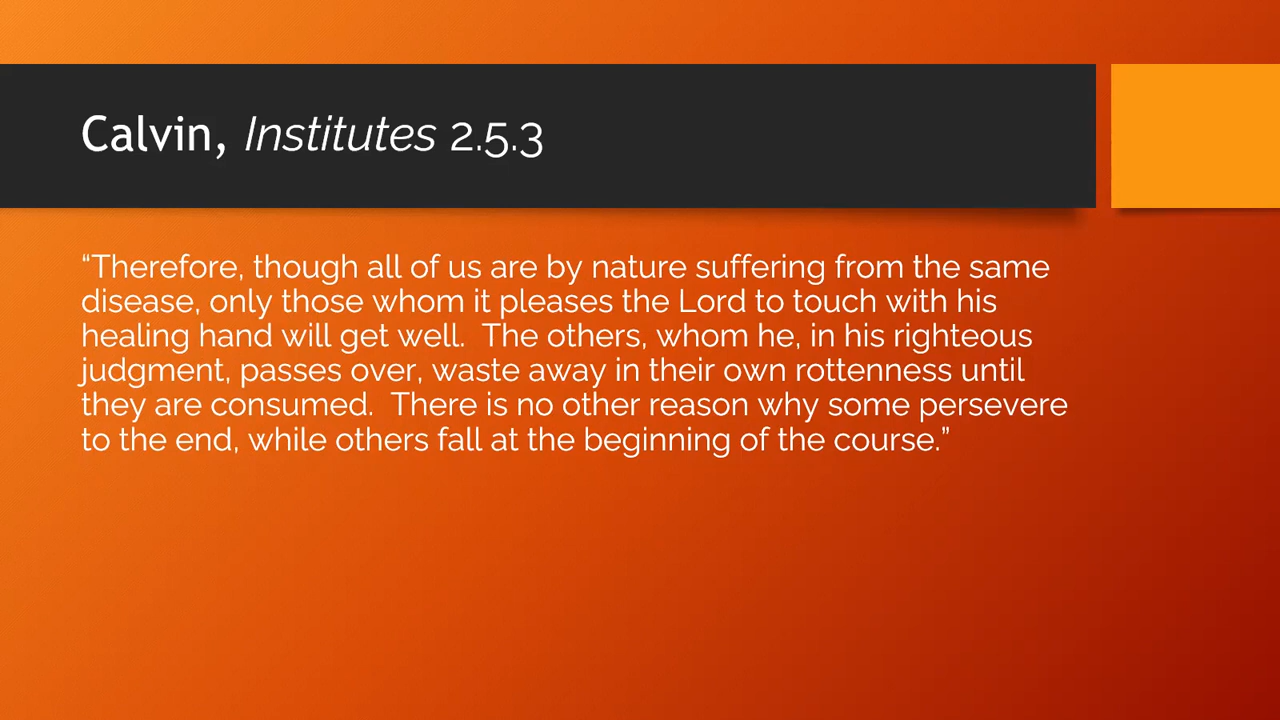 Calvin, Institutes 2.5.3
“Therefore, though all of us are by nature suffering from the same
disease, only those whom it pleases the Lord to touch with his
healing hand will get well.  The others, whom he, in his righteous
judgment, passes over, waste away in their own rottenness until
they are consumed.  There is no other reason why some persevere
to the end, while others fall at the beginning of the course.”